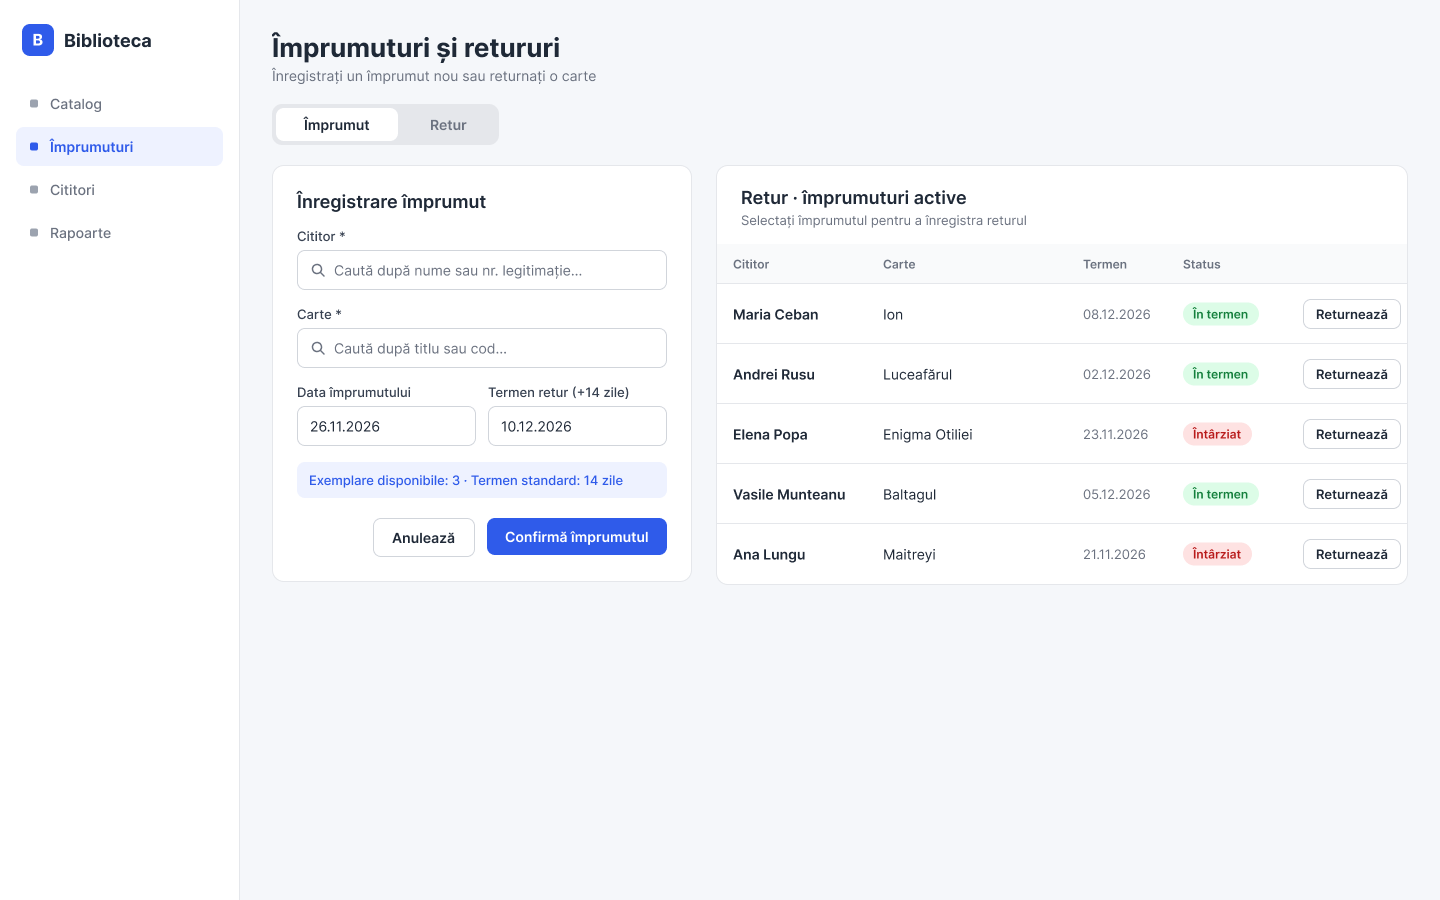 B Biblioteca
Catalog
Împrumuturi
Cititori
Rapoarte
Împrumuturi și retururi
Înregistrați un împrumut nou sau returnați o carte
Împrumut Retur
Înregistrare împrumut
Cititor *
Caută după nume sau nr. legitimație...
Carte *
Caută după titlu sau cod...
Data împrumutului Termen retur (+14 zile)
26.11.2026 10.12.2026
Exemplare disponibile: 3 · Termen standard: 14 zile
Anulează Confirmă împrumutul
Retur · împrumuturi active
Selectați împrumutul pentru a înregistra returul
Cititor Carte Termen Status
Maria Ceban Ion 08.12.2026 În termen Returnează
Andrei Rusu Luceafărul 02.12.2026 În termen Returnează
Elena Popa Enigma Otiliei 23.11.2026 Întârziat Returnează
Vasile Munteanu Baltagul 05.12.2026 În termen Returnează
Ana Lungu Maitreyi 21.11.2026 Întârziat Returnează